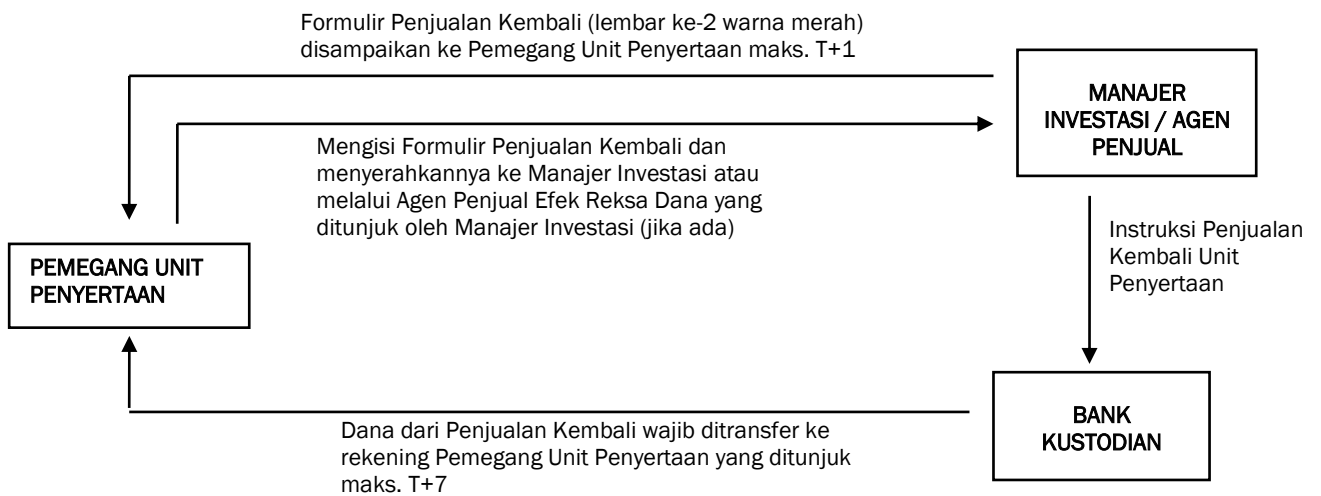 Formulir Penjualan Kembali (lembar ke-2 warna merah)
disampaikan ke Pemegang Unit Penyertaan maks. T+1
MANAJER
INVESTASI / AGEN
PENJUAL
Mengisi Formulir Penjualan Kembali dan
menyerahkannya ke Manajer Investasi atau
melalui Agen Penjual Efek Reksa Dana yang
ditunjuk oleh Manajer Investasi (jika ada)
Instruksi Penjualan
Kembali Unit
Penyertaan
PEMEGANG UNIT
PENYERTAAN
BANK
KUSTODIAN
Dana dari Penjualan Kembali wajib ditransfer ke
rekening Pemegang Unit Penyertaan yang ditunjuk
maks. T+7